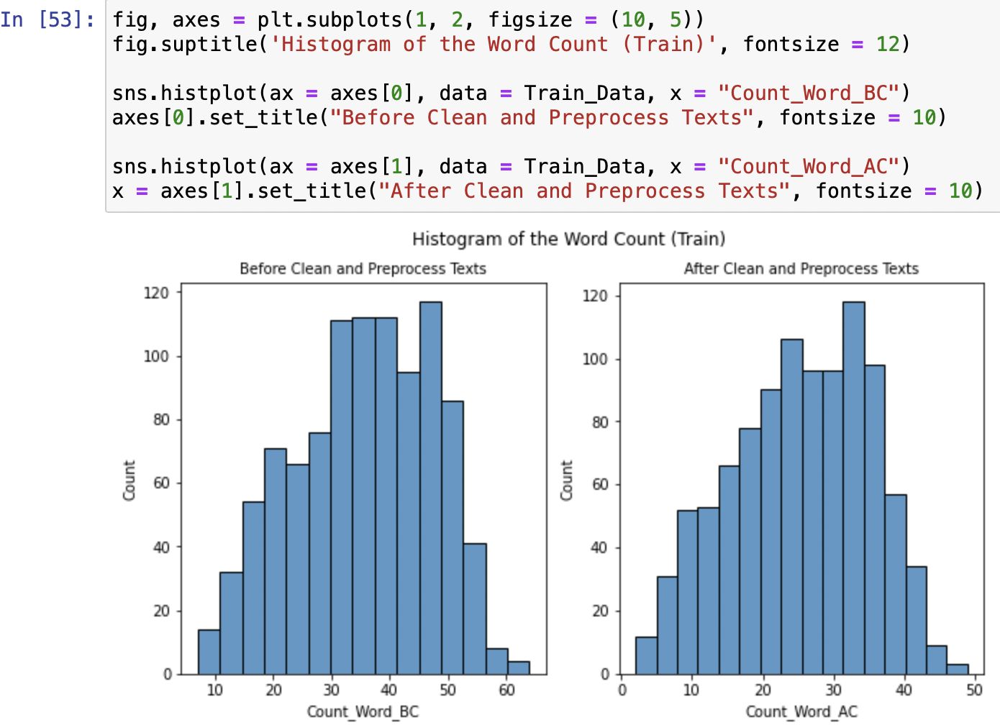 In [53]:
fig, axes = plt.subplots(1, 2, figsize = (10, 5))
fig.suptitle('Histogram of the Word Count (Train)', fontsize = 12)
sns.histplot(ax = axes[0], data = Train_Data, x = "Count_Word_BC")
axes[0].set_title("Before Clean and Preprocess Texts", fontsize = 10)
sns.histplot(ax = axes[1], data = Train_Data, x = "Count_Word_AC")
x = axes[1].set_title("After Clean and Preprocess Texts", fontsize = 10)
Histogram of the Word Count (Train)
Before Clean and Preprocess Texts
120
100
80
60
40
20
0
Count
10 20 30 40 50 60
Count_Word_BC
After Clean and Preprocess Texts
120
100
80
60
40
20
0
Count
0 10 20 30 40 50
Count_Word_AC